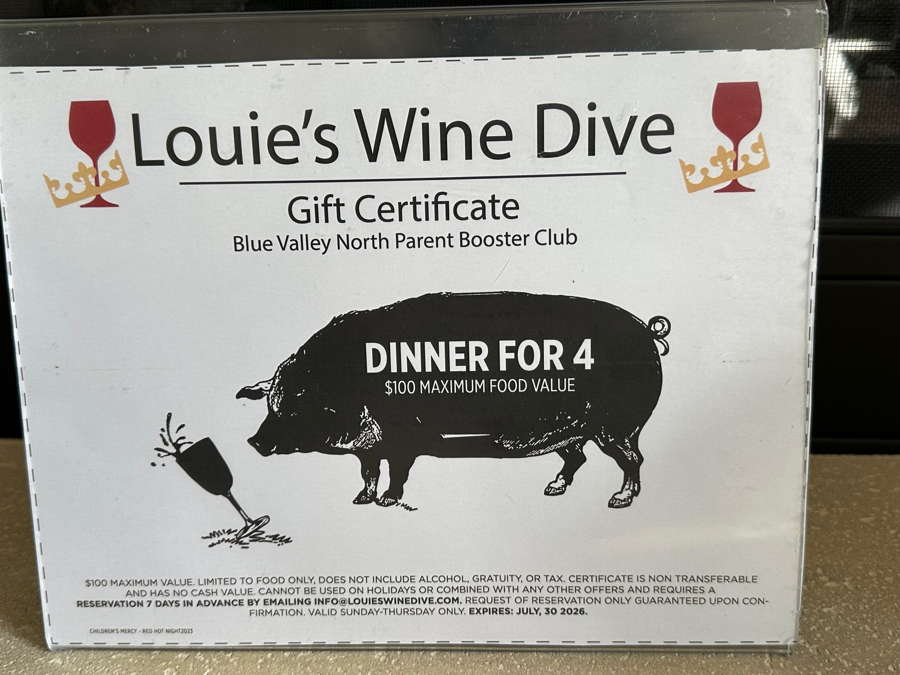 Louie's Wine Dive
Gift Certificate
Blue Valley North Parent Booster Club
DINNER FOR 4
$100 MAXIMUM FOOD VALUE
$100 MAXIMUM VALUE. LIMITED TO FOOD ONLY, DOES NOT INCLUDE ALCOHOL, GRATUITY, OR TAX. CERTIFICATE IS NON TRANSFERABLE
AND HAS NO CASH VALUE. CANNOT BE USED ON HOLIDAYS OR COMBINED WITH ANY OTHER OFFERS AND REQUIRES A
RESERVATION 7 DAYS IN ADVANCE BY EMAILING INFO@LOUIESWINEDIVE.COM. REQUEST OF RESERVATION ONLY GUARANTEED UPON CON-
FIRMATION. VALID SUNDAY-THURSDAY ONLY. EXPIRES: JULY, 30 2026.
CHILDREN'S MERCY - RED HOT NIGHT2023